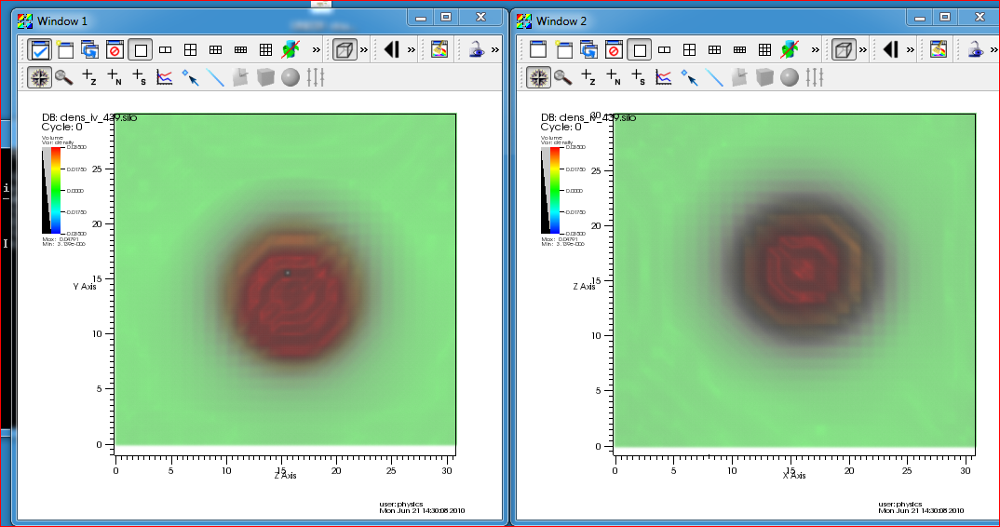 Window 1
DB: dens_iv_439.silo
Cycle: 0
Volume
Var: density
0.03500
0.01750
0.0000
-0.01750
-0.03500
Max: 0.04791
Min: 3.139e-006
25
20
15
10
5
0
Y Axis
0 5 10 15 20 25 30
Z Axis
user: physics
Mon Jun 21 14:30:08 2010
Window 2
DB: dens_iv_439.silo
Cycle: 0
Volume
Var: density
0.03500
0.01750
0.0000
-0.01750
-0.03500
Max: 0.04791
Min: 3.139e-006
30
25
20
15
10
5
0
Z Axis
0 5 10 15 20 25 30
X Axis
user: physics
Mon Jun 21 14:30:08 2010